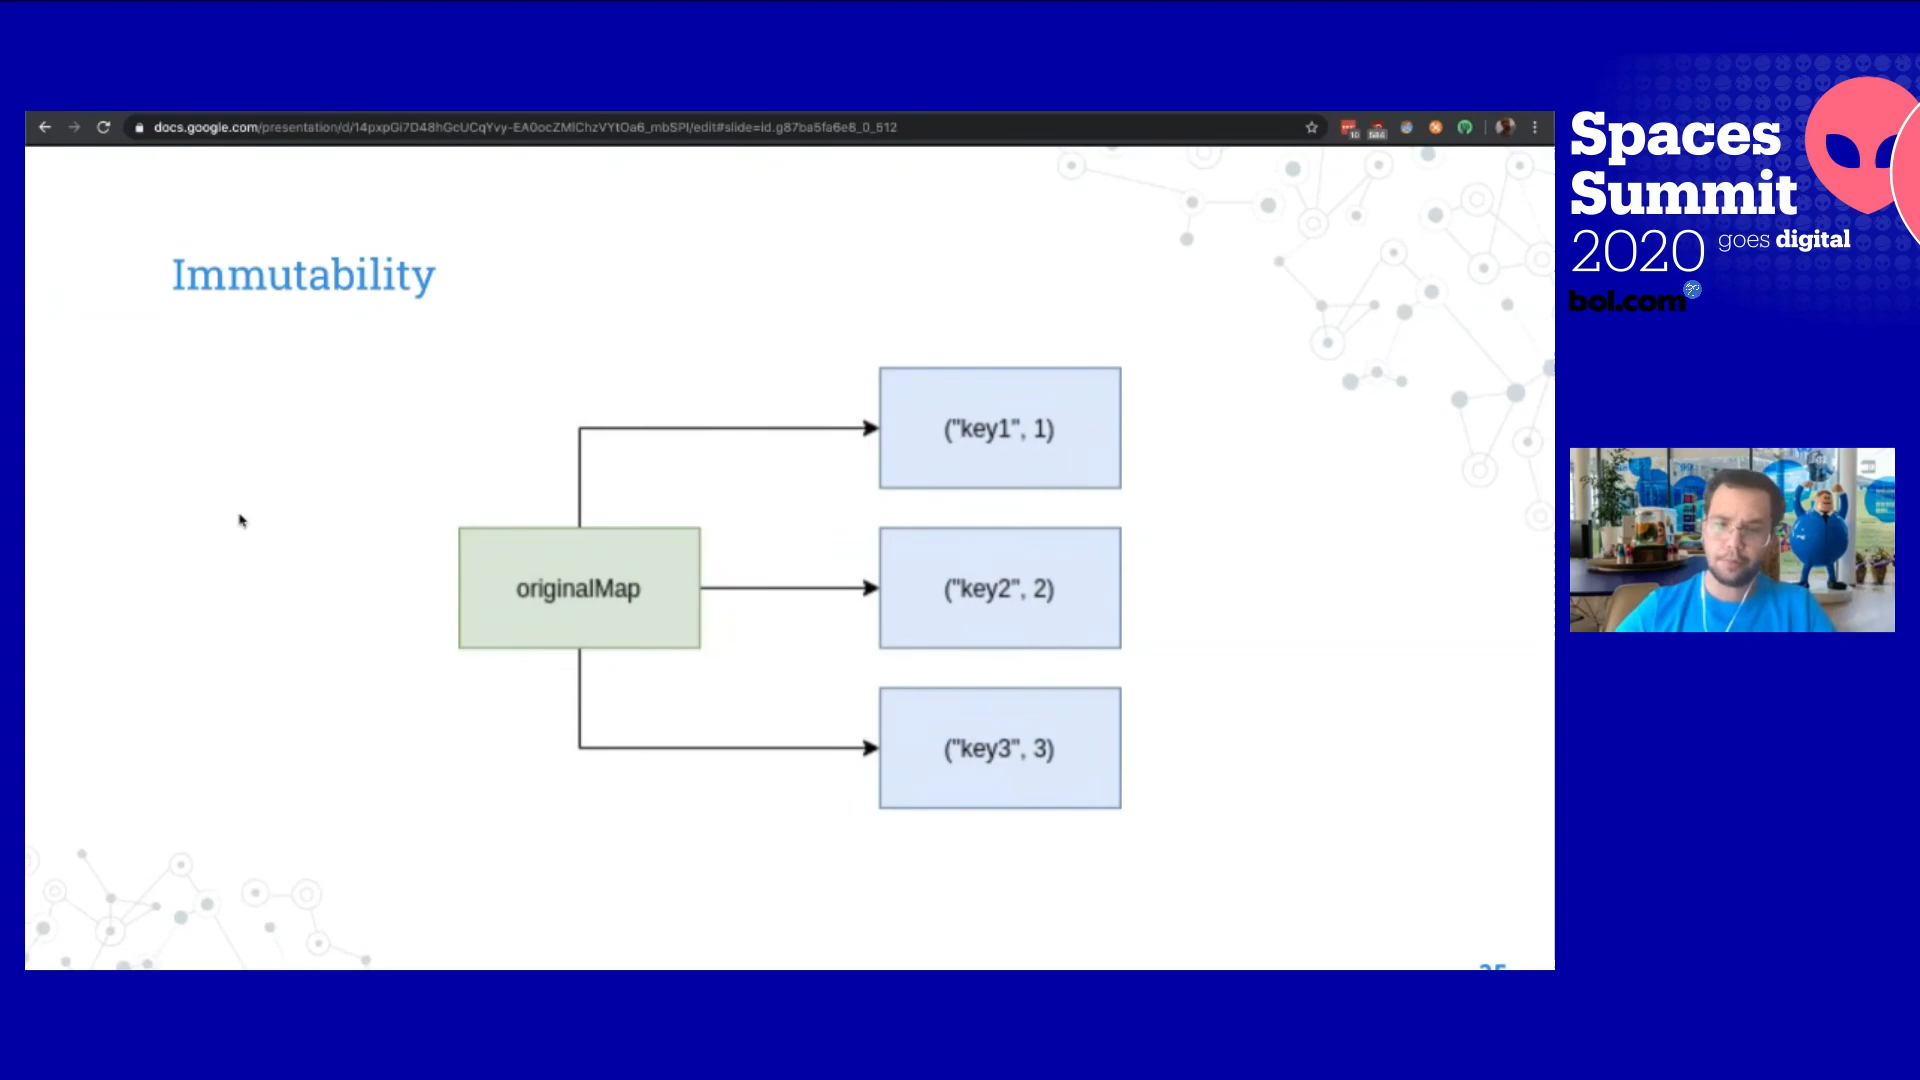 docs.google.com/presentation/d/14pxpGi7D48hGcUCqYvy-EA0ocZMlChzVYtOa6_mbSPI/edit#slide=id.g87ba5fa6e8_0_512
Immutability
("key1", 1)
originalMap
("key2", 2)
("key3", 3)
Spaces
Summit
2020 goes digital
bol.com